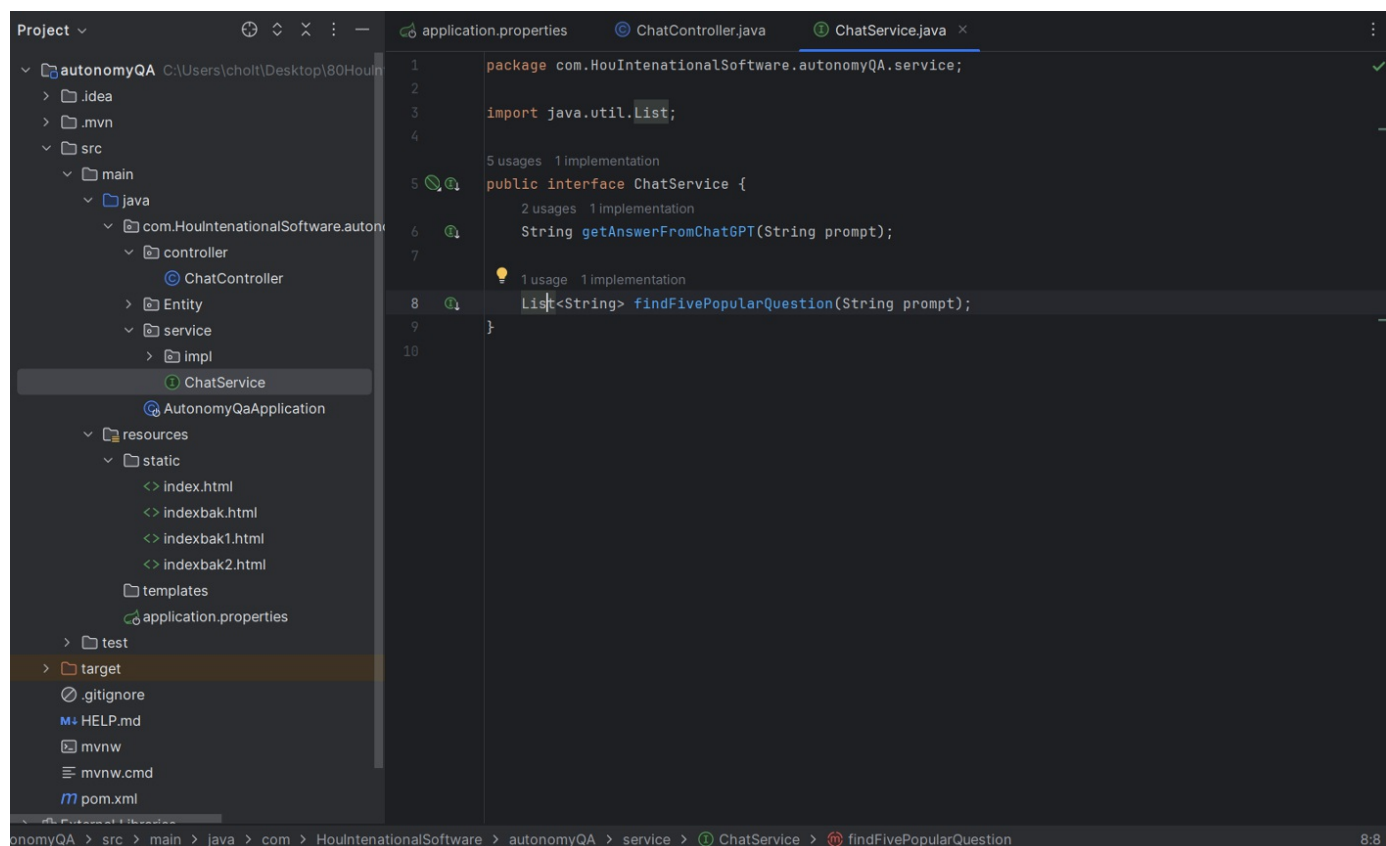 Project
application.properties ChatController.java ChatService.java
autonomyQA C:\Users\cholt\Desktop\80HouIn
.idea
.mvn
src
main
java
com.HouIntenationalSoftware.autono
controller
ChatController
Entity
service
impl
ChatService
AutonomyQaApplication
resources
static
index.html
indexbak.html
indexbak1.html
indexbak2.html
templates
application.properties
test
target
.gitignore
M↓ HELP.md
mvnw
mvnw.cmd
m pom.xml
External Libraries
1 package com.HouIntenationalSoftware.autonomyQA.service;
2
3 import java.util.List;
4
5 usages 1 implementation
5 public interface ChatService {
2 usages 1 implementation
6 String getAnswerFromChatGPT(String prompt);
7
1 usage 1 implementation
8 List<String> findFivePopularQuestion(String prompt);
9 }
10
onomyQA > src > main > java > com > HouIntenationalSoftware > autonomyQA > service > ChatService > findFivePopularQuestion 8:8